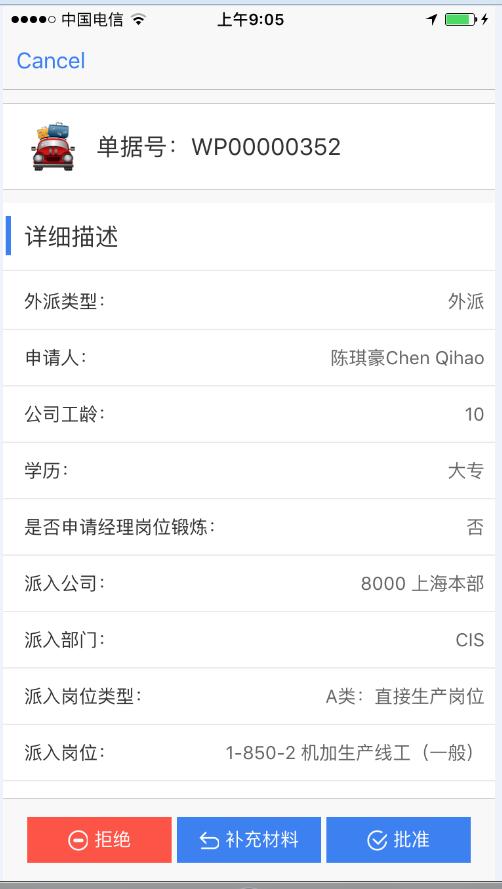 中国电信 上午9:05
Cancel
单据号：WP00000352
详细描述
外派类型： 外派
申请人： 陈琪豪Chen Qihao
公司工龄： 10
学历： 大专
是否申请经理岗位锻炼： 否
派入公司： 8000 上海本部
派入部门： CIS
派入岗位类型： A类：直接生产岗位
派入岗位： 1-850-2 机加生产线工（一般）
拒绝 补充材料 批准